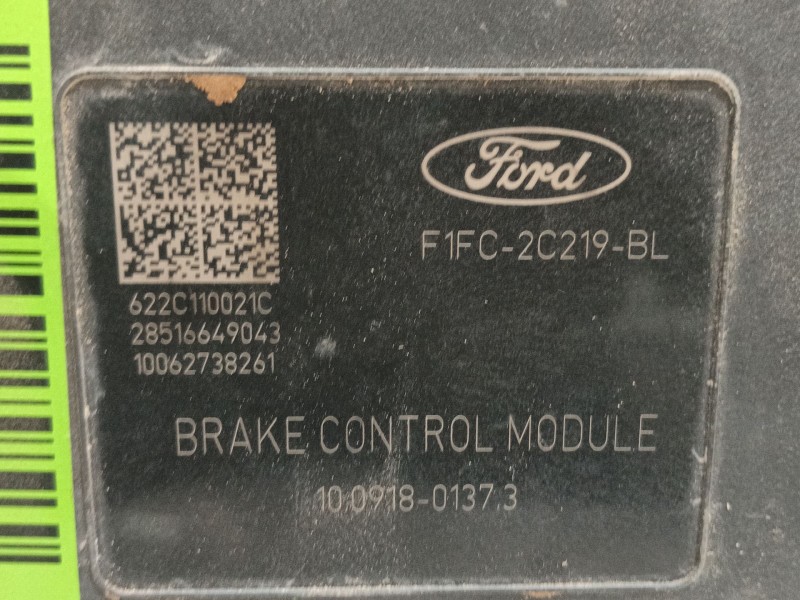 Ford
F1FC-2C219-BL
622C110021C
28516649043
10062738261
BRAKE CONTROL MODULE
10.0918-0137.3